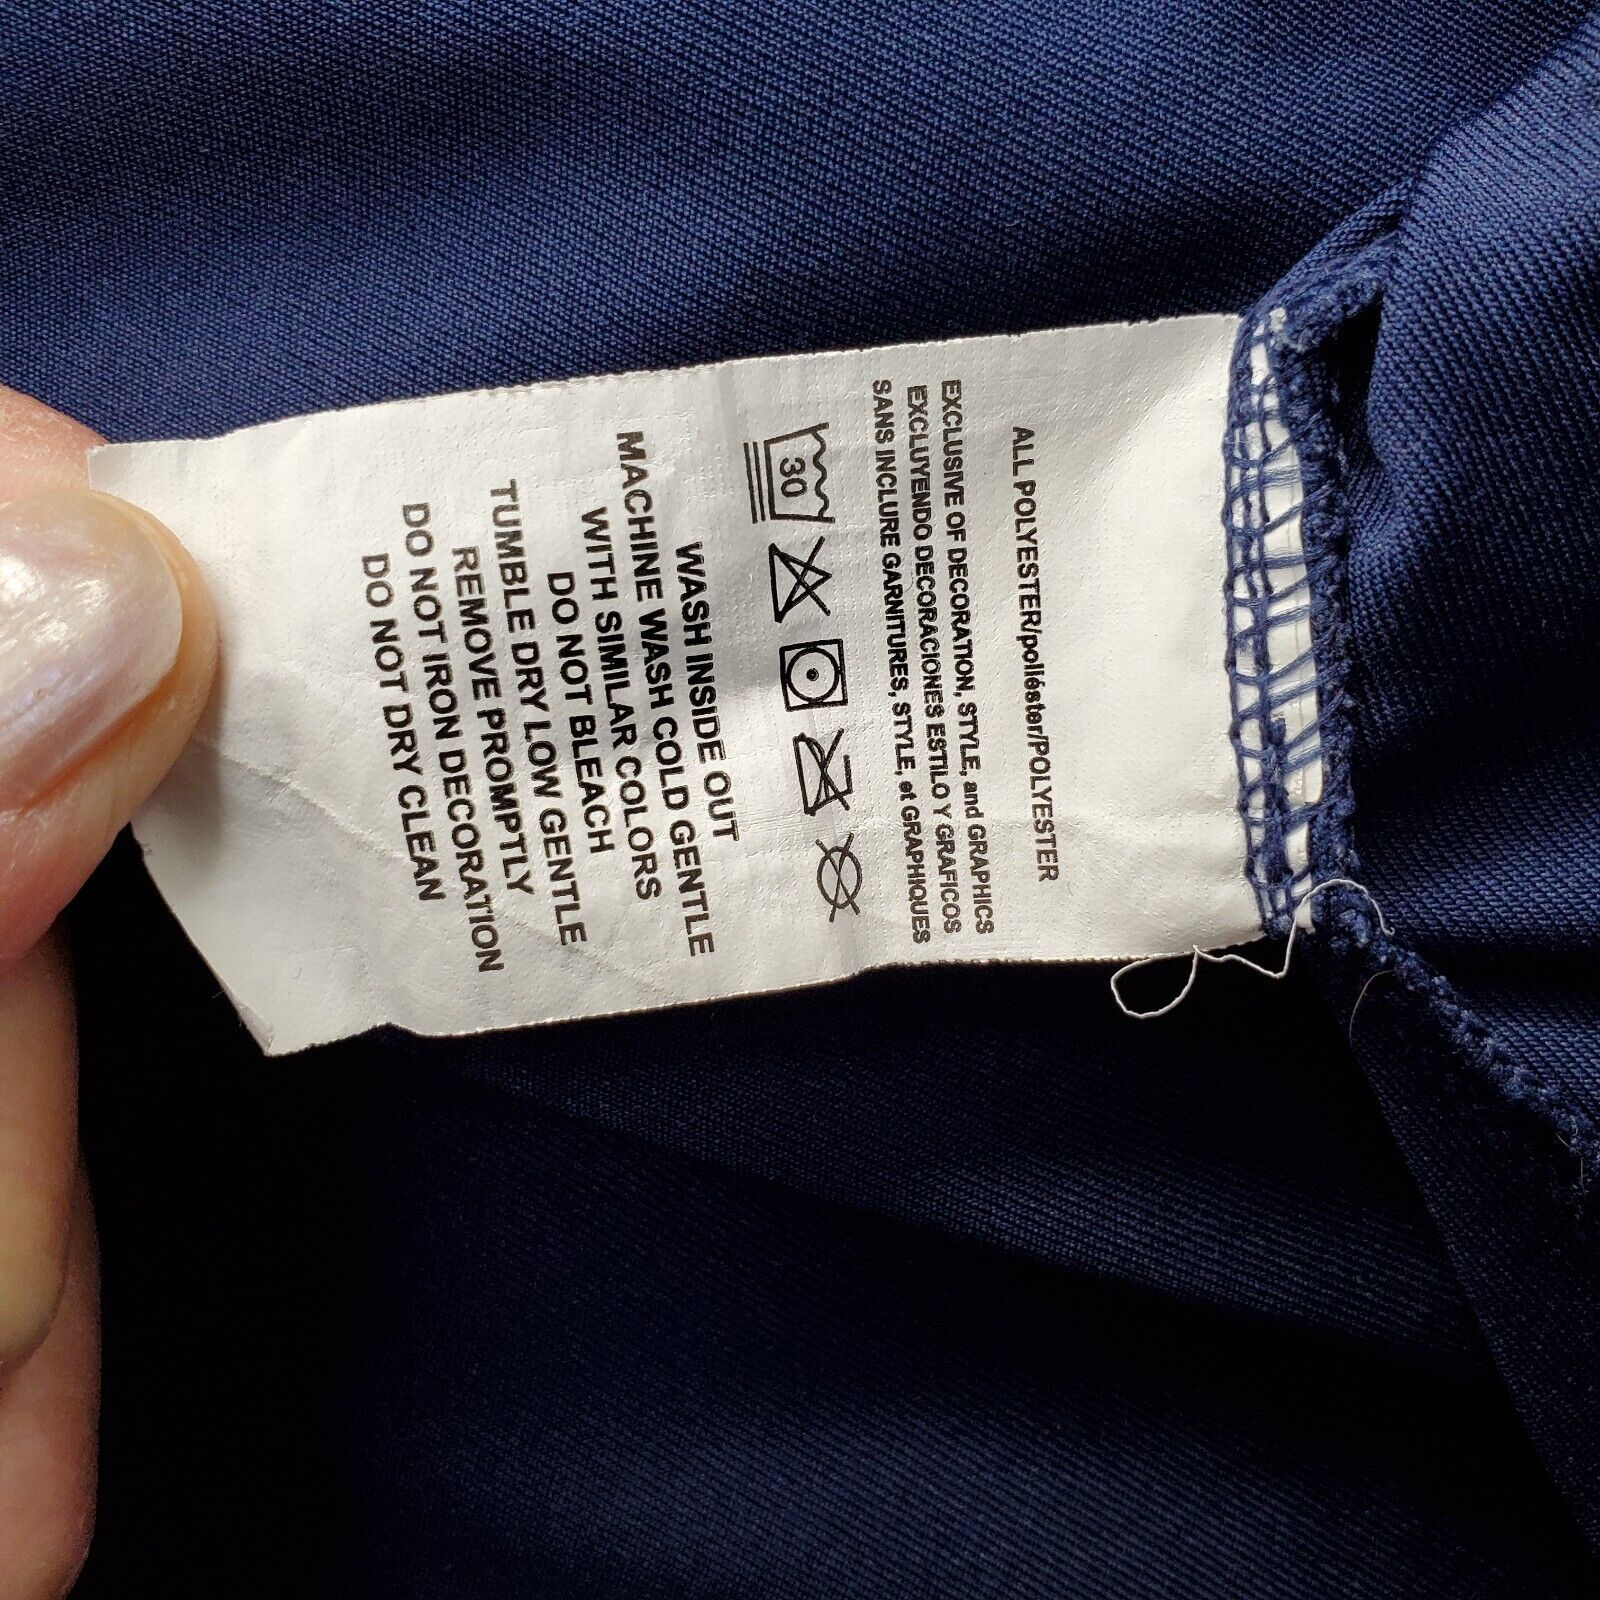 ALL POLYESTER/poliéster/POLYESTER
EXCLUSIVE OF DECORATION, STYLE, and GRAPHICS
EXCLUYENDO DECORACIONES ESTILO Y GRAFICOS
SANS INCLURE GARNITURES, STYLE, et GRAPHIQUES
30
WASH INSIDE OUT
MACHINE WASH COLD GENTLE
WITH SIMILAR COLORS
DO NOT BLEACH
TUMBLE DRY LOW GENTLE
REMOVE PROMPTLY
DO NOT IRON DECORATION
DO NOT DRY CLEAN